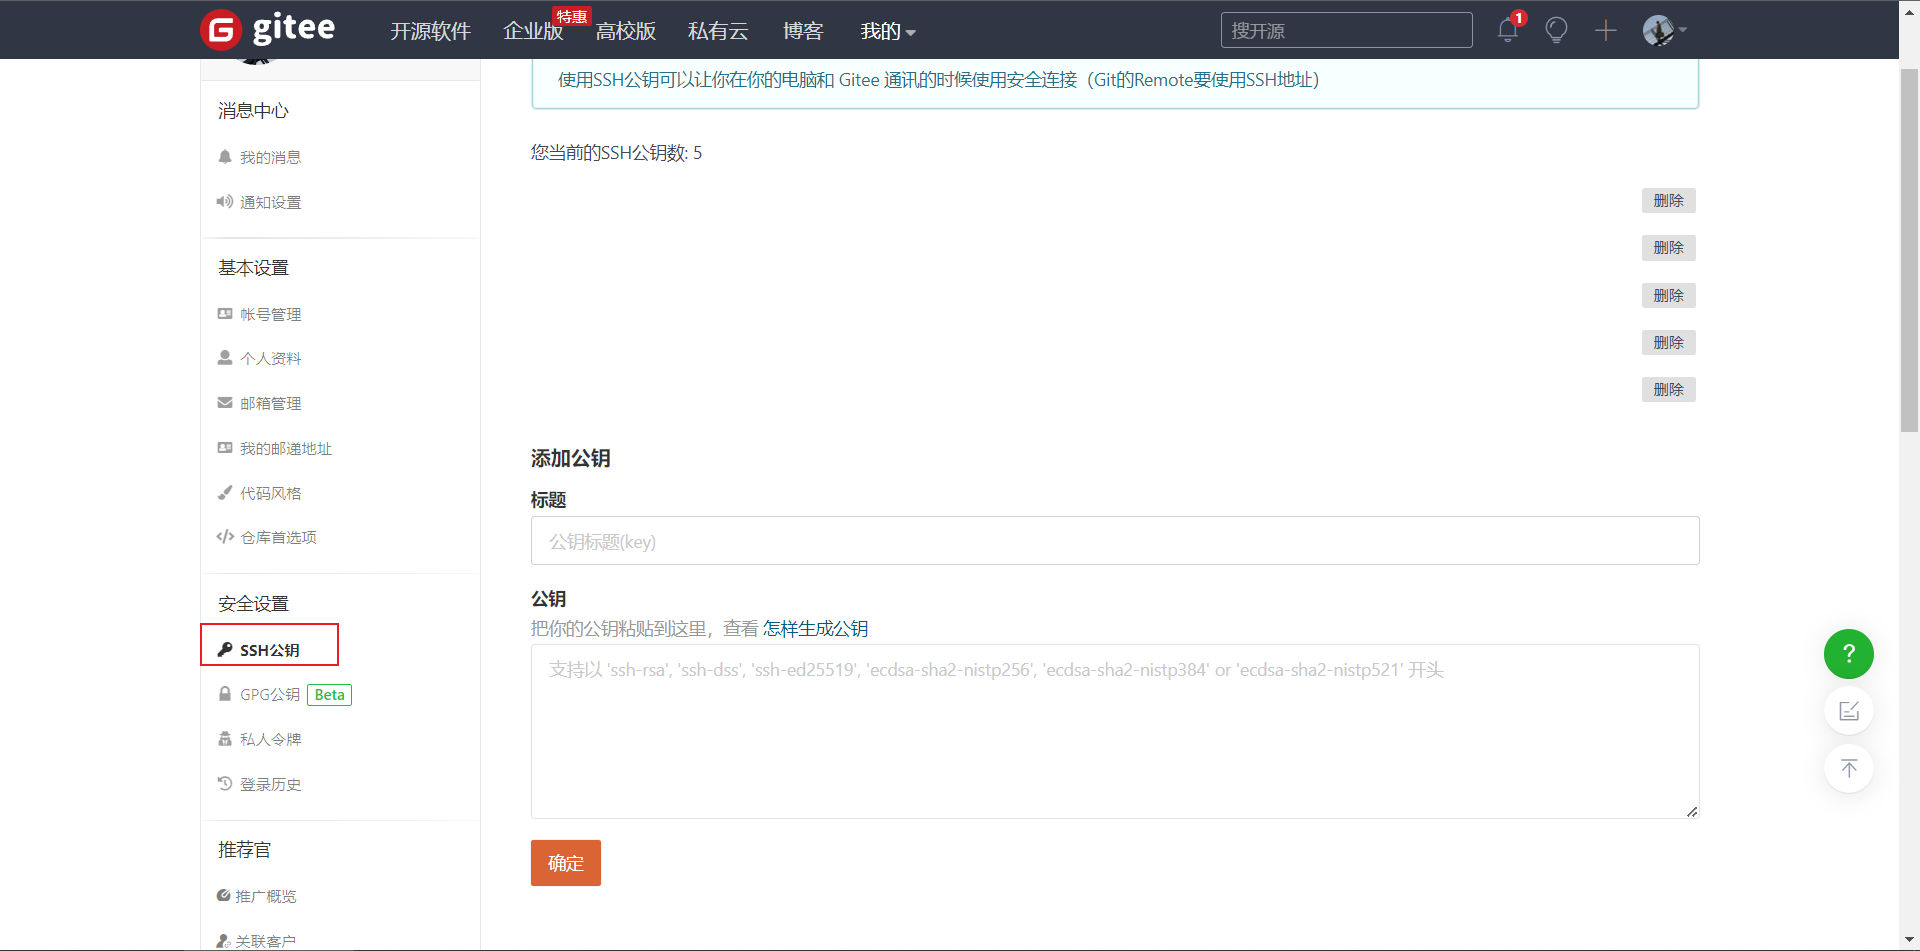 gitee
开源软件
企业版
特惠
高校版
私有云
博客
我的
搜开源
1
使用SSH公钥可以让你在你的电脑和 Gitee 通讯的时候使用安全连接（Git的Remote要使用SSH地址）
您当前的SSH公钥数: 5
删除
删除
删除
删除
删除
消息中心
我的消息
通知设置
基本设置
帐号管理
个人资料
邮箱管理
我的邮递地址
代码风格
仓库首选项
安全设置
SSH公钥
GPG公钥 Beta
私人令牌
登录历史
推荐官
推广概览
关联客户
添加公钥
标题
公钥标题(key)
公钥
把你的公钥粘贴到这里，查看 怎样生成公钥
支持以 'ssh-rsa', 'ssh-dss', 'ssh-ed25519', 'ecdsa-sha2-nistp256', 'ecdsa-sha2-nistp384' or 'ecdsa-sha2-nistp521' 开头
确定
?